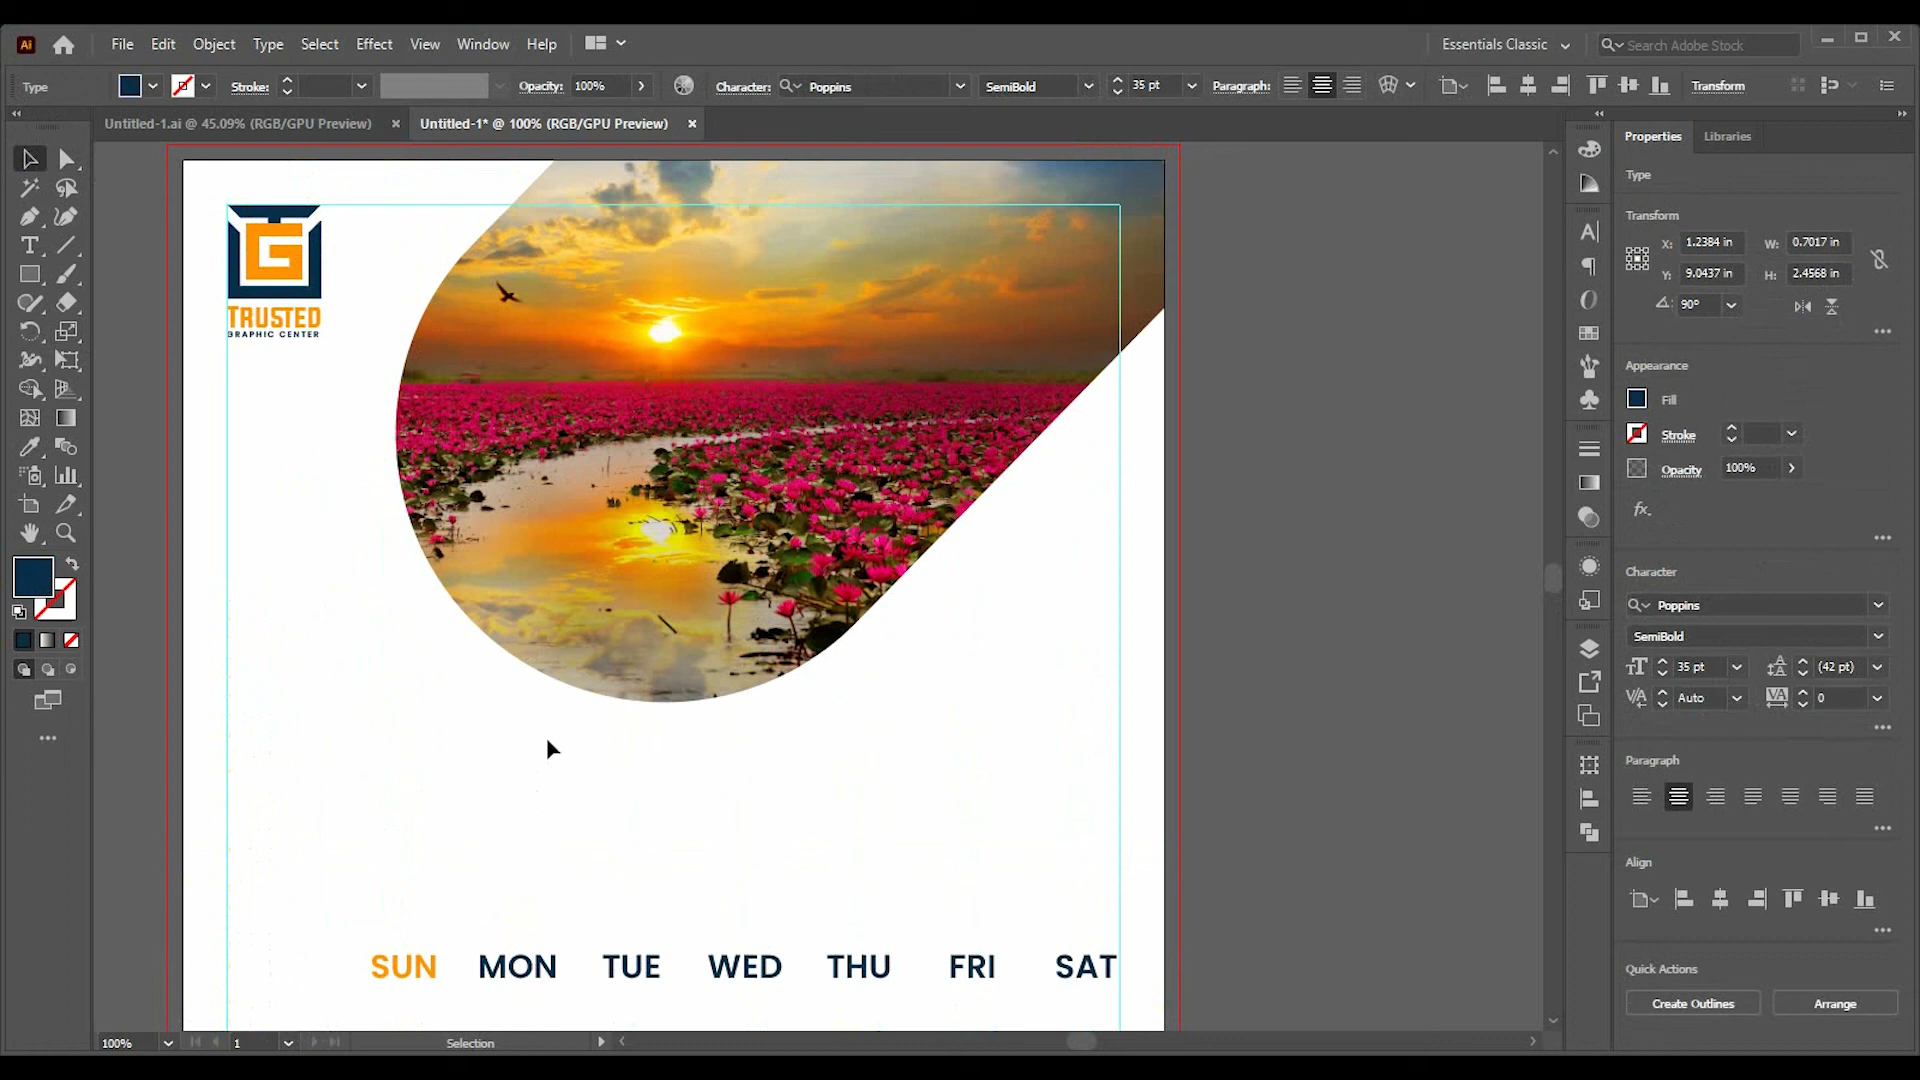 Ai File Edit Object Type Select Effect View Window Help Essentials Classic Search Adobe Stock
Type Stroke: Opacity: 100% Character: Poppins SemiBold 35 pt Paragraph: Transform
Untitled-1.ai @ 45.09% (RGB/GPU Preview) Untitled-1* @ 100% (RGB/GPU Preview)
Properties Libraries
Type
Transform
X: 1.2384 in W: 0.7017 in
Y: 9.0437 in H: 2.4568 in
90°
Appearance
Fill
Stroke
Opacity 100%
fx.
Character
Poppins
SemiBold
35 pt (42 pt)
Auto 0
Paragraph
Align
Quick Actions
Create Outlines Arrange
TG
TRUSTED
GRAPHIC CENTER
SUN MON TUE WED THU FRI SAT
100% 1 Selection